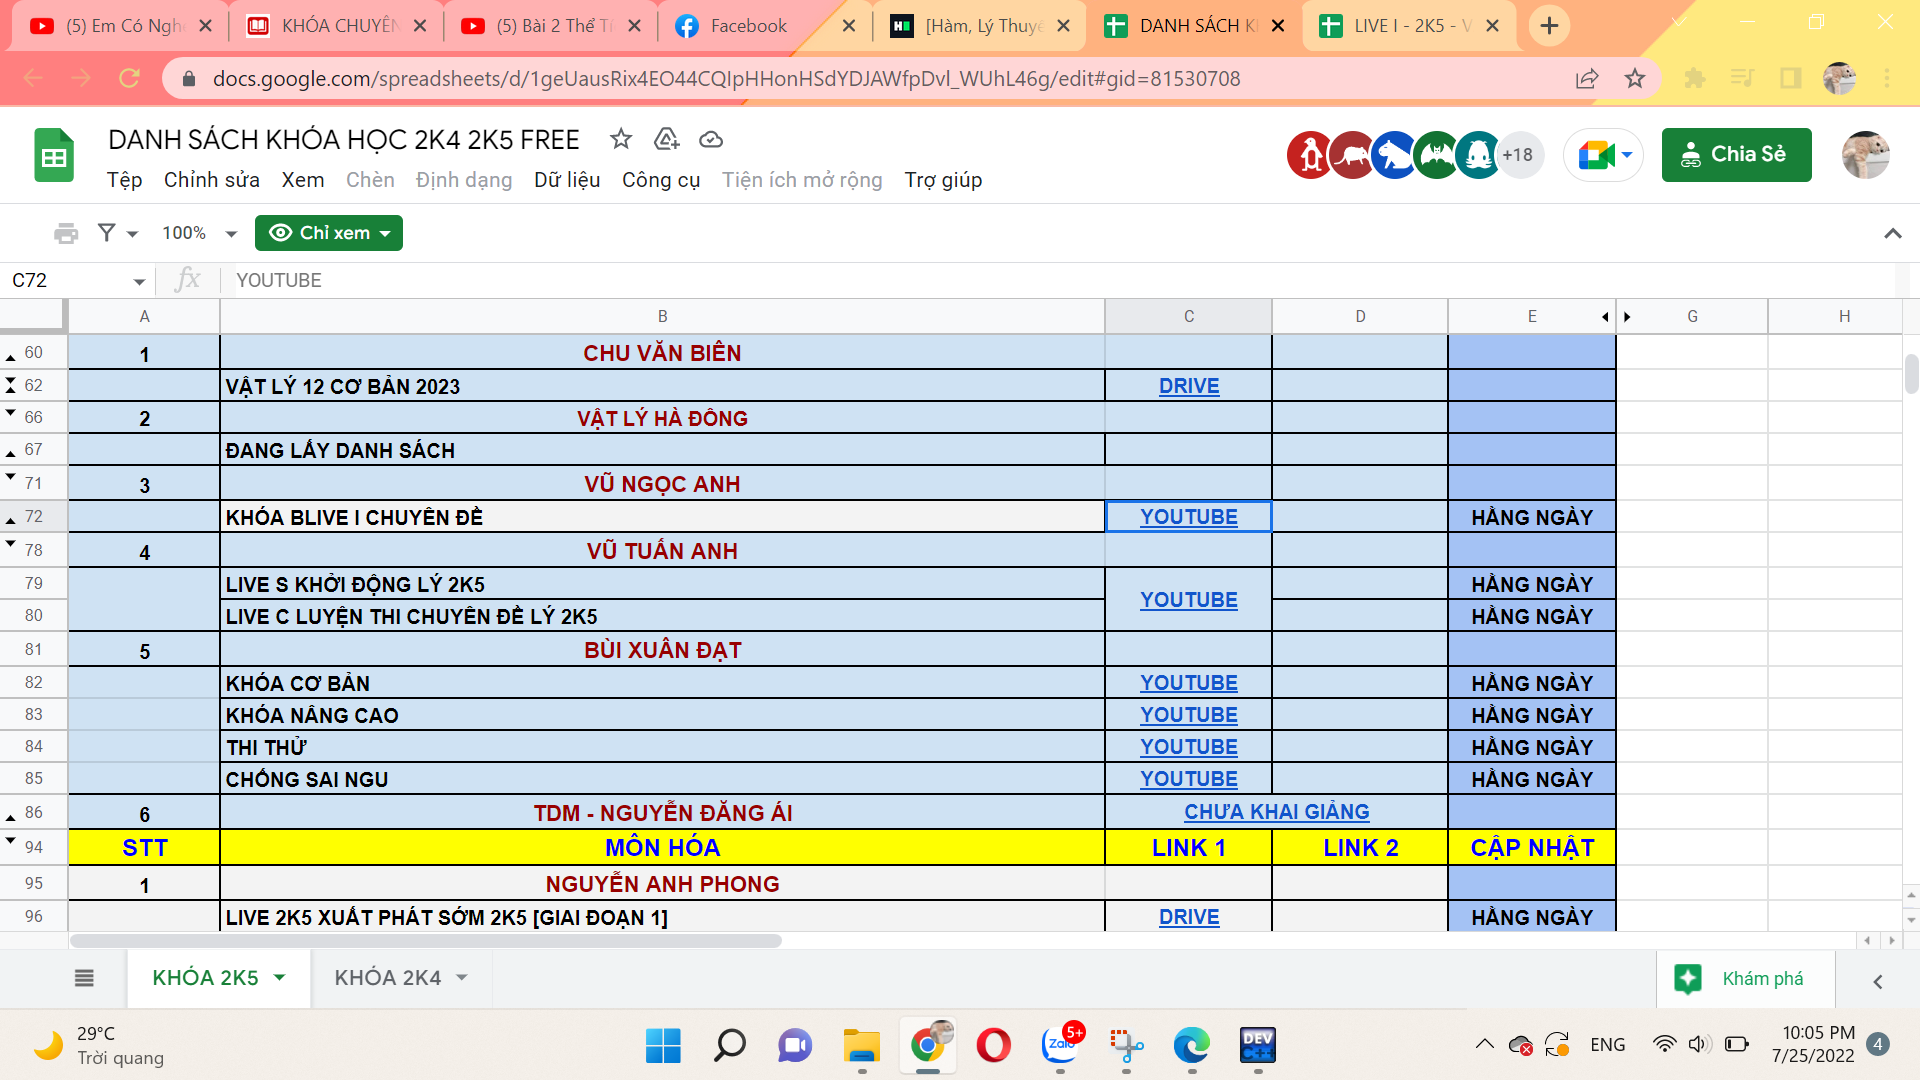 (5) Em Có Ngh
KHÓA CHUYÊN
(5) Bài 2 Thể Tí
Facebook
[Hàm, Lý Thuyế
DANH SÁCH KH
LIVE I - 2K5 - V
docs.google.com/spreadsheets/d/1geUausRix4EO44CQIpHHonHSdYDJAWfpDvl_WUhL46g/edit#gid=81530708
DANH SÁCH KHÓA HỌC 2K4 2K5 FREE
+18
Chia Sẻ
Tệp Chỉnh sửa Xem Chèn Định dạng Dữ liệu Công cụ Tiện ích mở rộng Trợ giúp
100%
Chỉ xem
C72
fx
YOUTUBE
A B C D E G H
60 1 CHU VĂN BIÊN
62 VẬT LÝ 12 CƠ BẢN 2023 DRIVE
66 2 VẬT LÝ HÀ ĐÔNG
67 ĐANG LẤY DANH SÁCH
71 3 VŨ NGỌC ANH
72 KHÓA BLIVE I CHUYÊN ĐỀ YOUTUBE HẰNG NGÀY
78 4 VŨ TUẤN ANH
79 LIVE S KHỞI ĐỘNG LÝ 2K5 YOUTUBE HẰNG NGÀY
80 LIVE C LUYỆN THI CHUYÊN ĐỀ LÝ 2K5 HẰNG NGÀY
81 5 BÙI XUÂN ĐẠT
82 KHÓA CƠ BẢN YOUTUBE HẰNG NGÀY
83 KHÓA NÂNG CAO YOUTUBE HẰNG NGÀY
84 THI THỬ YOUTUBE HẰNG NGÀY
85 CHỐNG SAI NGU YOUTUBE HẰNG NGÀY
86 6 TDM - NGUYỄN ĐĂNG ÁI CHƯA KHAI GIẢNG
94 STT MÔN HÓA LINK 1 LINK 2 CẬP NHẬT
95 1 NGUYỄN ANH PHONG
96 LIVE 2K5 XUẤT PHÁT SỚM 2K5 [GIAI ĐOẠN 1] DRIVE HẰNG NGÀY
KHÓA 2K5
KHÓA 2K4
Khám phá
29°C
Trời quang
Zalo
5+
DEV
C++
ENG
10:05 PM
7/25/2022
4